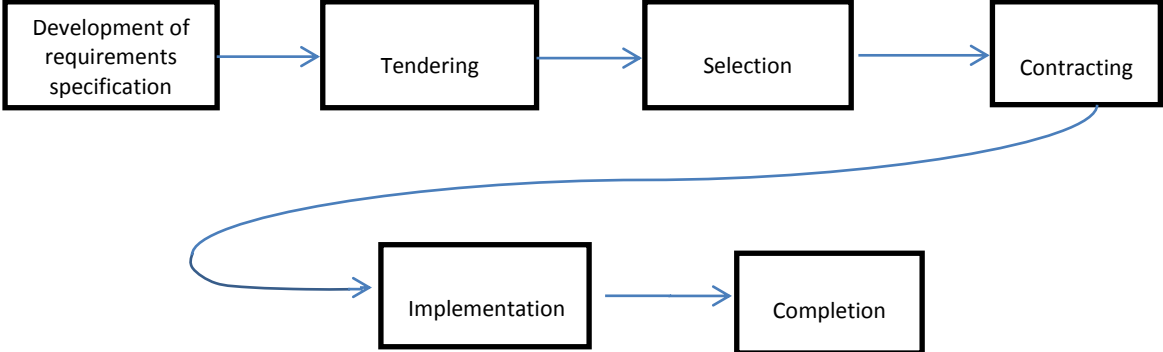 Development of
requirements
specification
Tendering
Selection
Contracting
Implementation
Completion